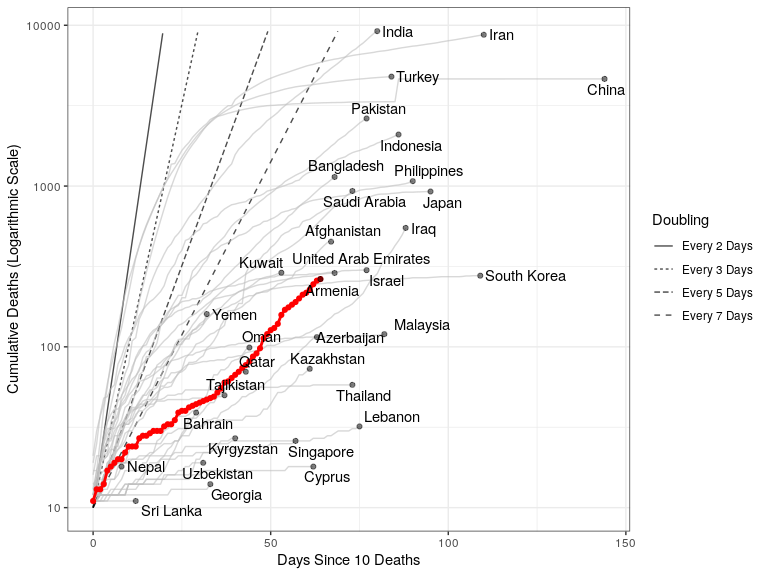 10000
1000
100
10
Cumulative Deaths (Logarithmic Scale)
India
Iran
Turkey
China
Pakistan
Indonesia
Bangladesh
Philippines
Saudi Arabia
Japan
Afghanistan
Iraq
Kuwait
United Arab Emirates
South Korea
Israel
Armenia
Yemen
Malaysia
Oman
Azerbaijan
Qatar
Kazakhstan
Tajikistan
Thailand
Bahrain
Lebanon
Kyrgyzstan
Singapore
Nepal
Uzbekistan
Cyprus
Georgia
Sri Lanka
0
50
100
150
Days Since 10 Deaths
Doubling
Every 2 Days
Every 3 Days
Every 5 Days
Every 7 Days